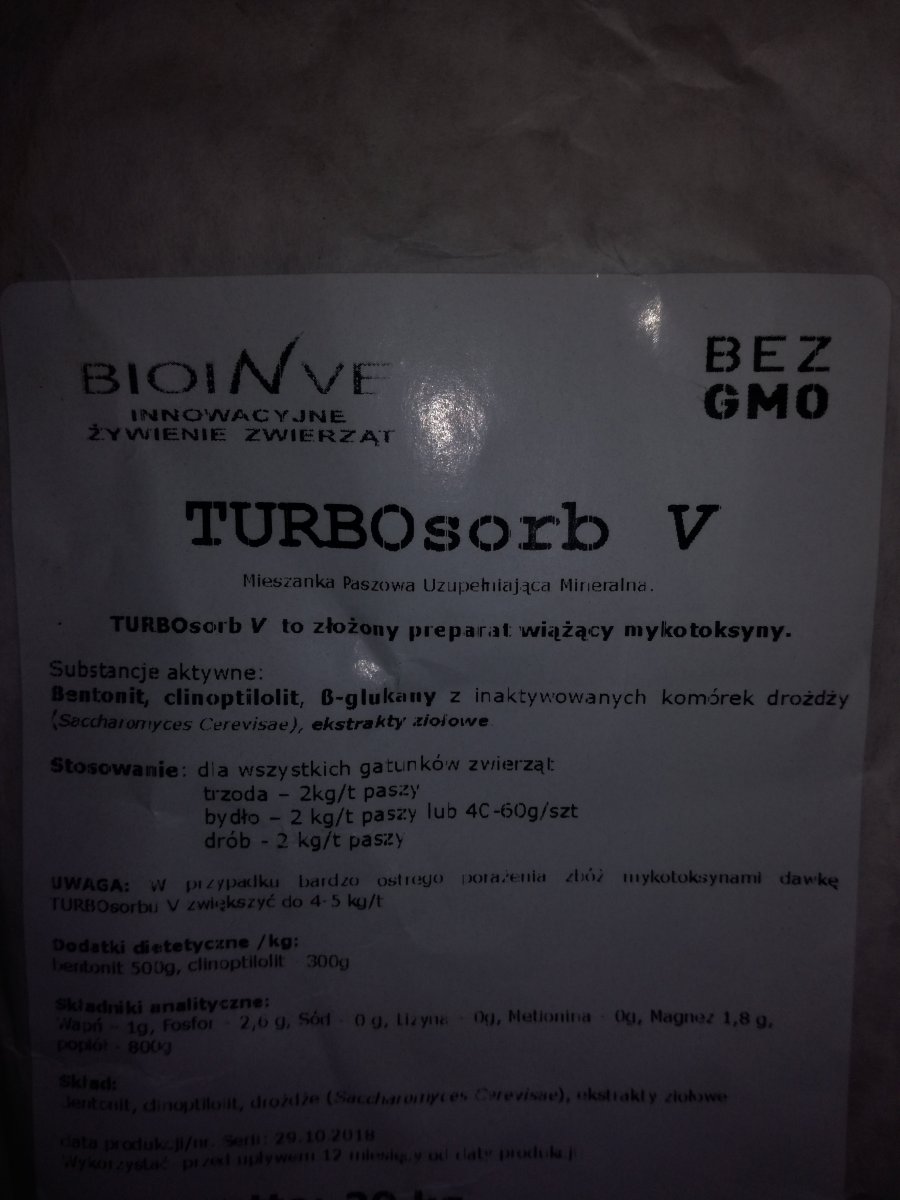 BIOINVE
BEZ
GMO
INNOWACYJNE
ŻYWIENIE ZWIERZĄT
TURBOsorb V
Mieszanka Paszowa Uzupełniająca Mineralna.
TURBOsorb V to złożony preparat wiążący mykotoksyny.
Substancje aktywne:
Bentonit, clinoptilolit, ß-glukany z inaktywowanych komórek drożdży
(Saccharomyces Cerevisae), ekstrakty ziołowe
Stosowanie: dla wszystkich gatunków zwierząt
trzoda – 2kg/t paszy
bydło – 2 kg/t paszy lub 40-60g/szt
drób - 2 kg/t paszy
UWAGA: W przypadku bardzo ostrego porażenia zbóż mykotoksynami dawkę
TURBOsorbu V zwiększyć do 4-5 kg/t
Dodatki dietetyczne /kg:
bentonit 500g, clinoptilolit - 300g
Składniki analityczne:
Wapń - 1g, Fosfor - 2,6 g, Sód - 0 g, Lizyna - 0g, Metionina - 0g, Magnez 1,8 g,
popiół - 800g
Skład:
bentonit, clinoptilolit, drożdże (Saccharomyces Cerevisae), ekstrakty ziołowe
data produkcji/nr. Serii: 29.10.2018
Wykorzystać przed upływem 12 miesięcy od daty produkcji